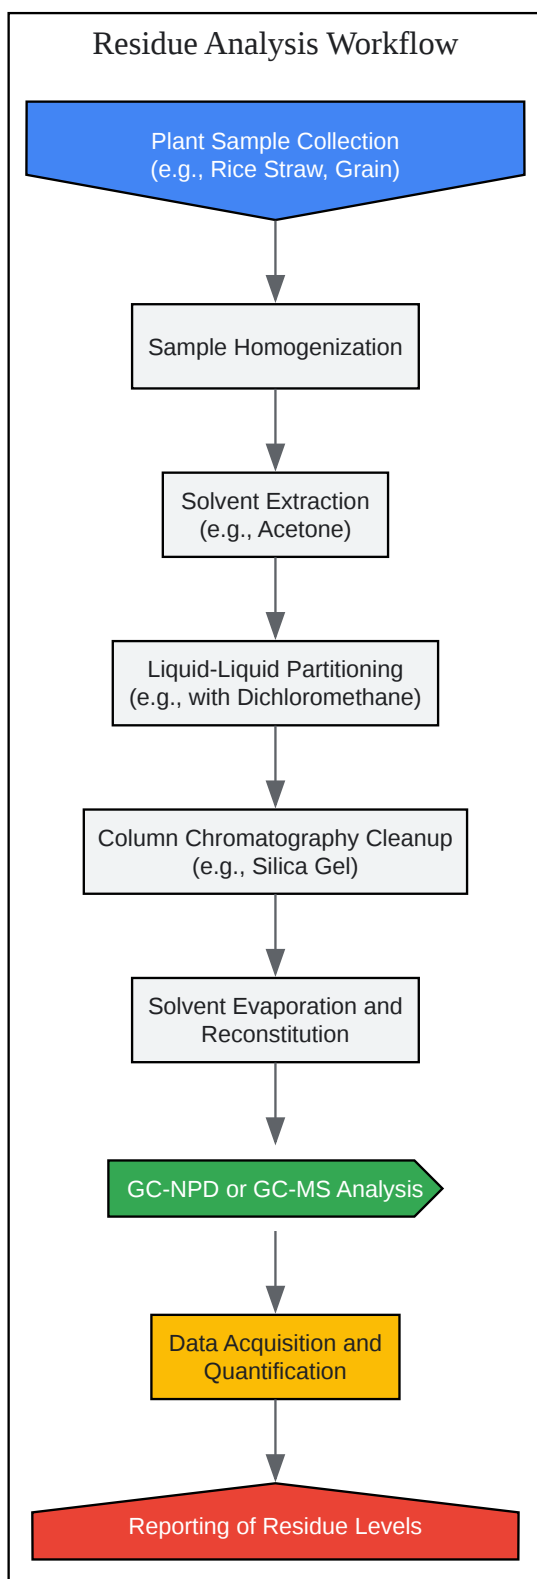 Residue Analysis Workflow
Plant Sample Collection
(e.g., Rice Straw, Grain)
Sample Homogenization
Solvent Extraction
(e.g., Acetone)
Liquid-Liquid Partitioning
(e.g., with Dichloromethane)
Column Chromatography Cleanup
(e.g., Silica Gel)
Solvent Evaporation and
Reconstitution
GC-NPD or GC-MS Analysis
Data Acquisition and
Quantification
Reporting of Residue Levels